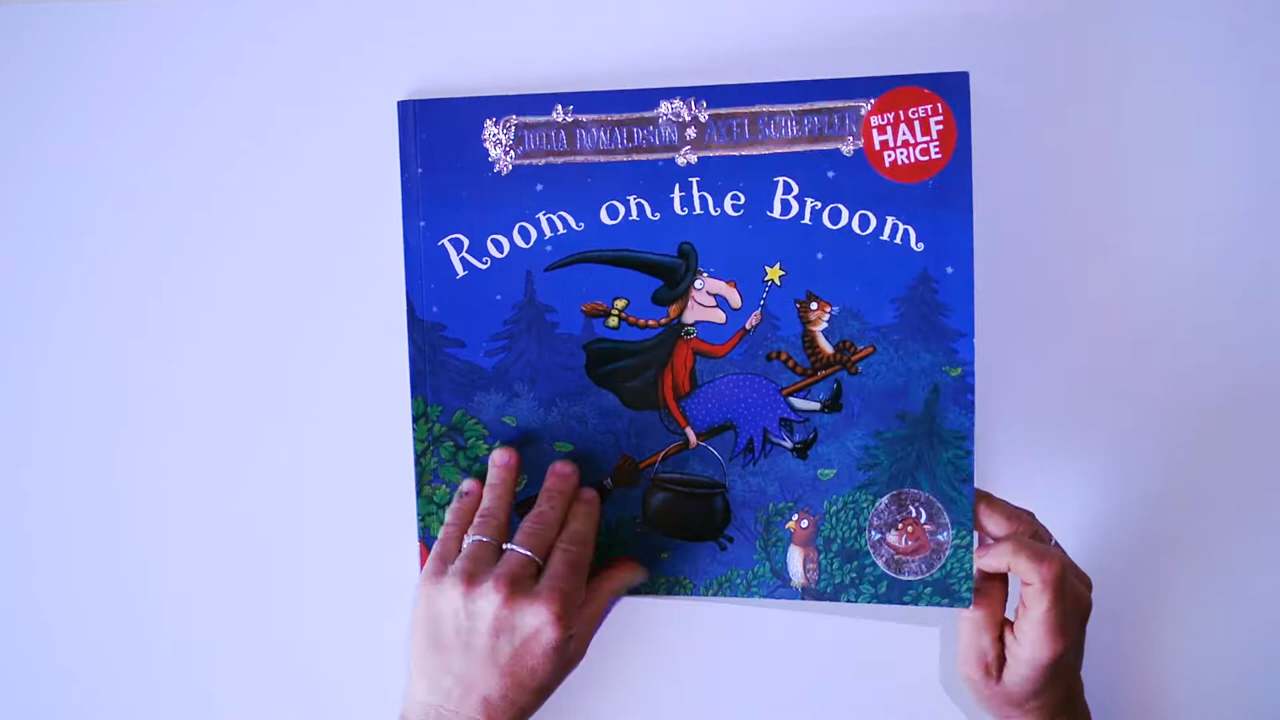 JULIA DONALDSON * AXEL SCHEFFLER
BUY 1 GET 1
HALF
PRICE
Room on the Broom